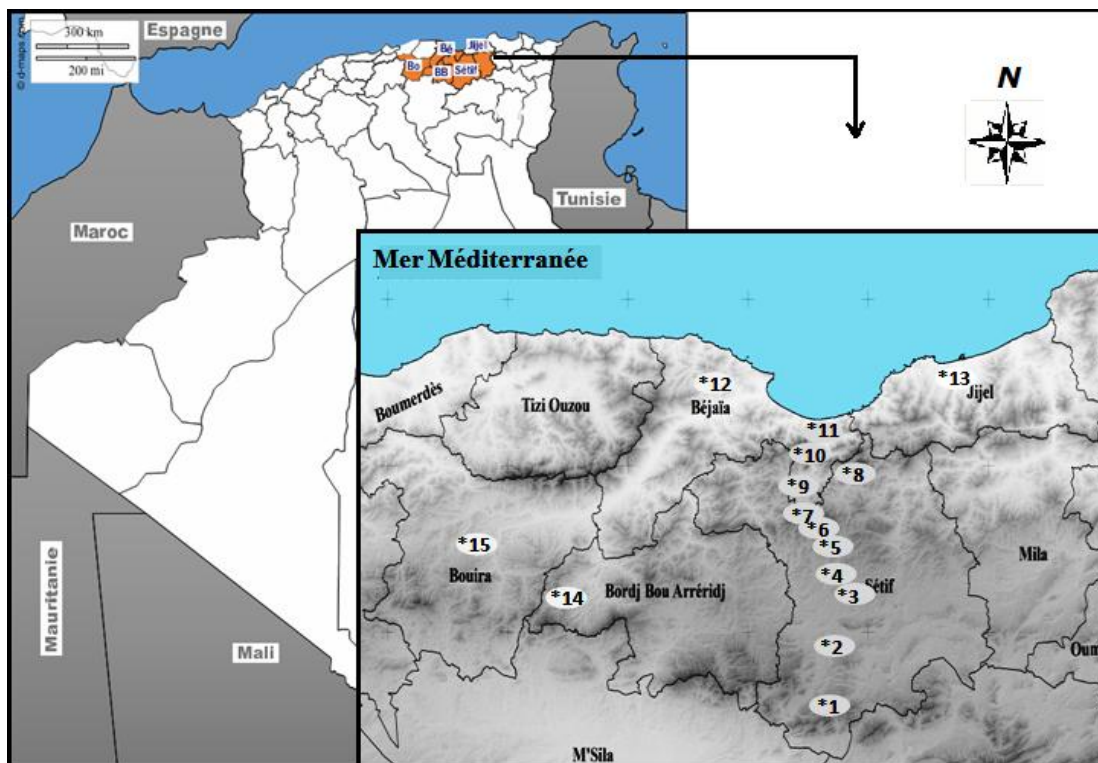 © d-maps.com
300 km
200 mi
Espagne
Bé
Jijel
Bo
BB
Sétif
Maroc
Tunisie
Mauritanie
Mali
N
Mer Méditerranée
Boumerdès
Tizi Ouzou
*12
Béjaïa
*13
Jijel
*11
*10
*8
*9
*7
*6
*5
*15
Bouira
*4
*14
Bordj Bou Arréridj
*3
Sétif
Mila
*2
Oum
*1
M'Sila